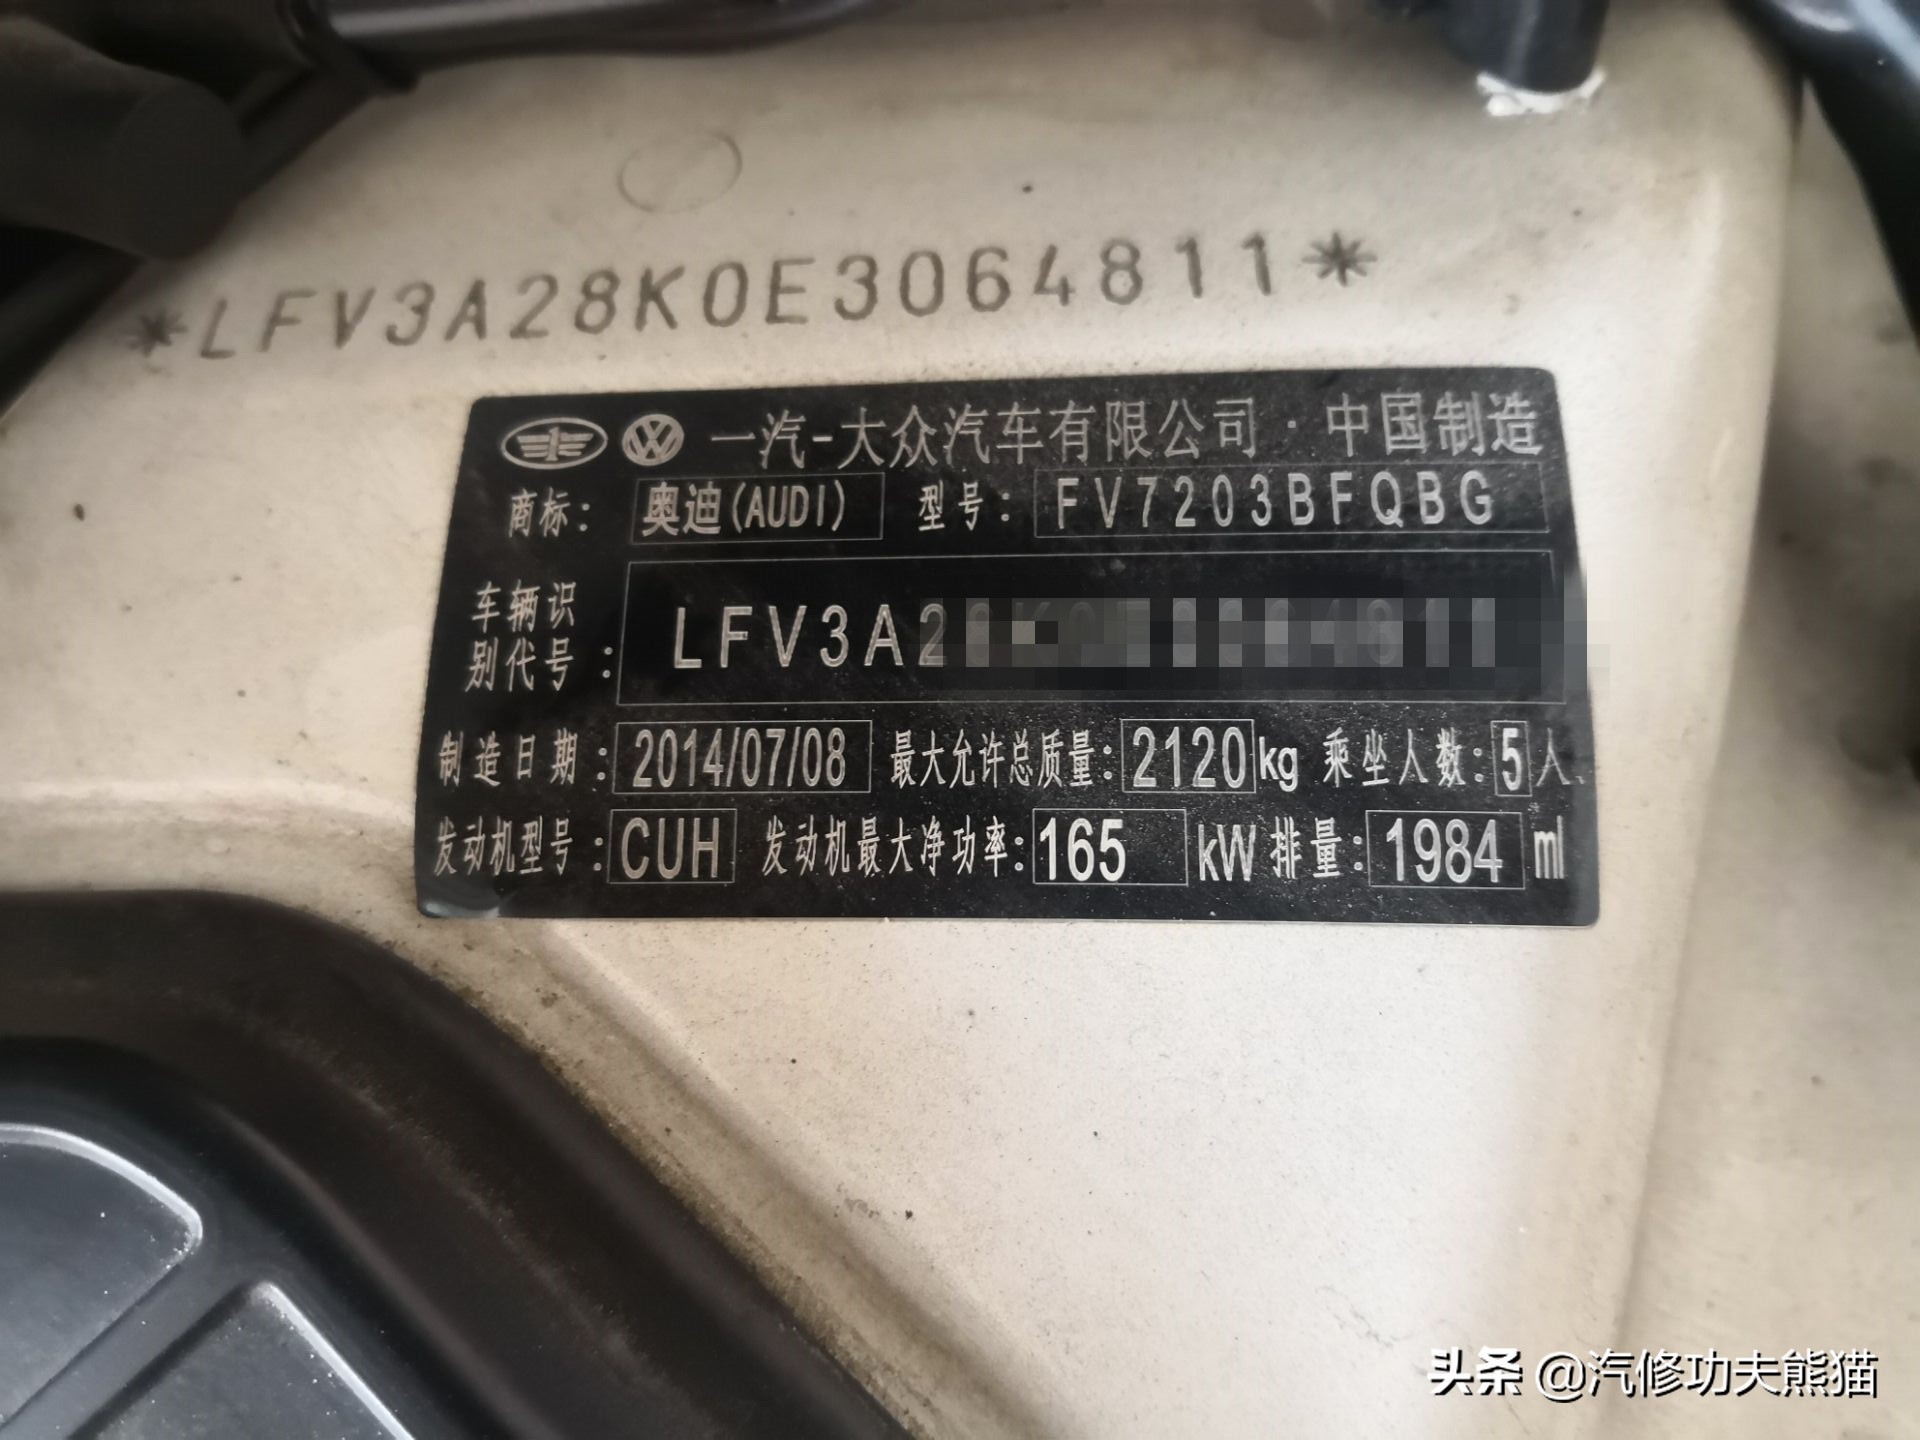 *LFV3A28K0E3064811*
一汽-大众汽车有限公司·中国制造
商标: 奥迪(AUDI) 型号: FV7203BFQBG
车辆识别代号: LFV3A
制造日期: 2014/07/08 最大允许总质量: 2120kg 乘坐人数: 5人
发动机型号: CUH 发动机最大净功率: 165 kW 排量: 1984 ml
头条 @汽修功夫熊猫